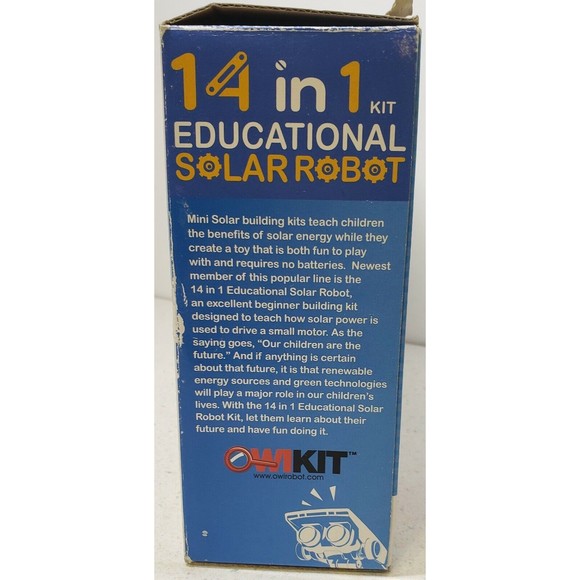 14 in 1 KIT
EDUCATIONAL
SOLAR ROBOT
Mini Solar building kits teach children
the benefits of solar energy while they
create a toy that is both fun to play
with and requires no batteries. Newest
member of this popular line is the
14 in 1 Educational Solar Robot,
an excellent beginner building kit
designed to teach how solar power is
used to drive a small motor. As the
saying goes, “Our children are the
future.” And if anything is certain
about that future, it is that renewable
energy sources and green technologies
will play a major role in our children’s
lives. With the 14 in 1 Educational Solar
Robot Kit, let them learn about their
future and have fun doing it.
OWIKIT™
www.owirobot.com